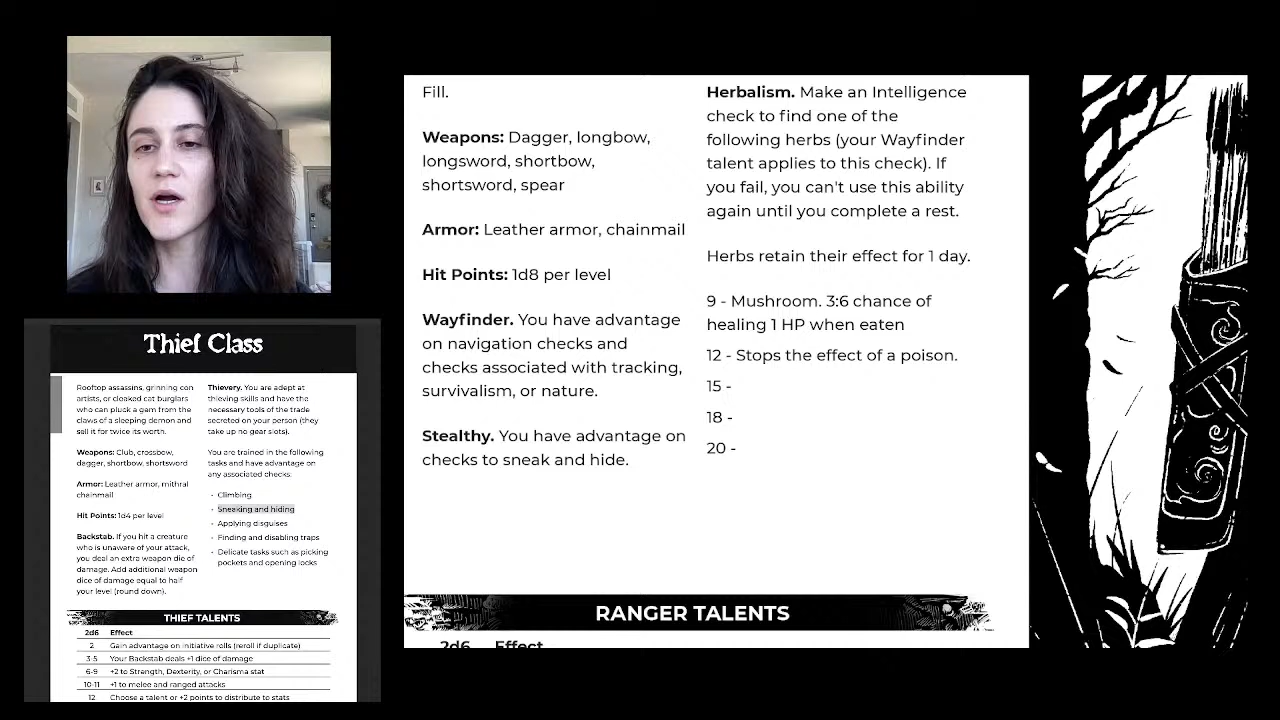 Fill.
Weapons: Dagger, longbow,
longsword, shortbow,
shortsword, spear
Armor: Leather armor, chainmail
Hit Points: 1d8 per level
Wayfinder. You have advantage
on navigation checks and
checks associated with tracking,
survivalism, or nature.
Stealthy. You have advantage on
checks to sneak and hide.
Herbalism. Make an Intelligence
check to find one of the
following herbs (your Wayfinder
talent applies to this check). If
you fail, you can't use this ability
again until you complete a rest.
Herbs retain their effect for 1 day.
9 - Mushroom. 3:6 chance of
healing 1 HP when eaten
12 - Stops the effect of a poison.
15 -
18 -
20 -
RANGER TALENTS
2d6 Effect
Thief Class
Rooftop assassins, grinning con
artists, or cloaked cat burglars
who can pluck a gem from the
claws of a sleeping demon and
sell it for twice its worth.
Weapons: Club, crossbow,
dagger, shortbow, shortsword
Armor: Leather armor, mithral
chainmail
Hit Points: 1d4 per level
Backstab. If you hit a creature
who is unaware of your attack,
you deal an extra weapon die of
damage. Add additional weapon
dice of damage equal to half
your level (round down).
Thievery. You are adept at
thieving skills and have the
necessary tools of the trade
secreted on your person (they
take up no gear slots).
You are trained in the following
tasks and have advantage on
any associated checks:
• Climbing
• Sneaking and hiding
• Applying disguises
• Finding and disabling traps
• Delicate tasks such as picking
pockets and opening locks
THIEF TALENTS
2d6 Effect
2 Gain advantage on initiative rolls (reroll if duplicate)
3-5 Your Backstab deals +1 dice of damage
6-9 +2 to Strength, Dexterity, or Charisma stat
10-11 +1 to melee and ranged attacks
12 Choose a talent or +2 points to distribute to stats